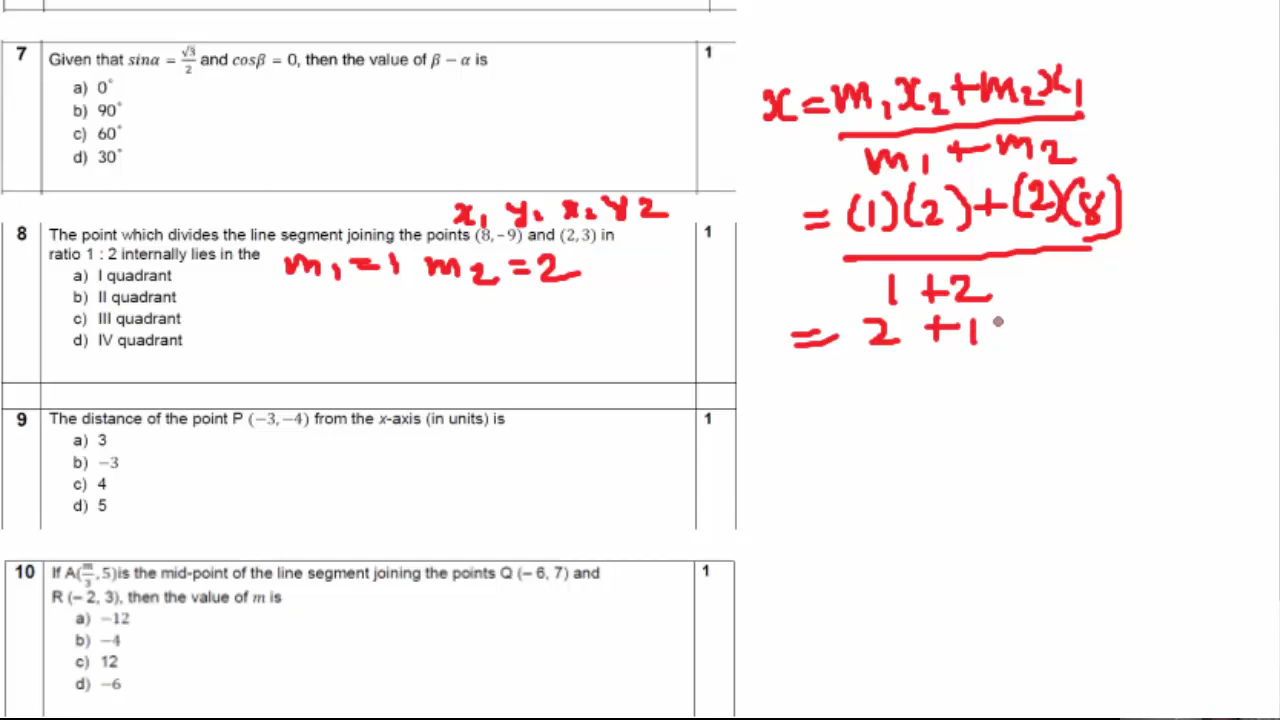 7 Given that sinα = √3/2 and cosβ = 0, then the value of β − α is 1
a) 0°
b) 90°
c) 60°
d) 30°
x₁ y₁ x₂ y2
8 The point which divides the line segment joining the points (8,−9) and (2,3) in 1
ratio 1 : 2 internally lies in the
m₁ = 1 m₂ = 2
a) I quadrant
b) II quadrant
c) III quadrant
d) IV quadrant
9 The distance of the point P (−3,−4) from the x-axis (in units) is 1
a) 3
b) −3
c) 4
d) 5
10 If A(m/3, 5)is the mid-point of the line segment joining the points Q (– 6, 7) and 1
R (– 2, 3), then the value of m is
a) −12
b) −4
c) 12
d) −6
x = m₁x₂ + m₂x₁
m₁ + m₂
= (1)(2) + (2)(8)
1 + 2
= 2 + 1